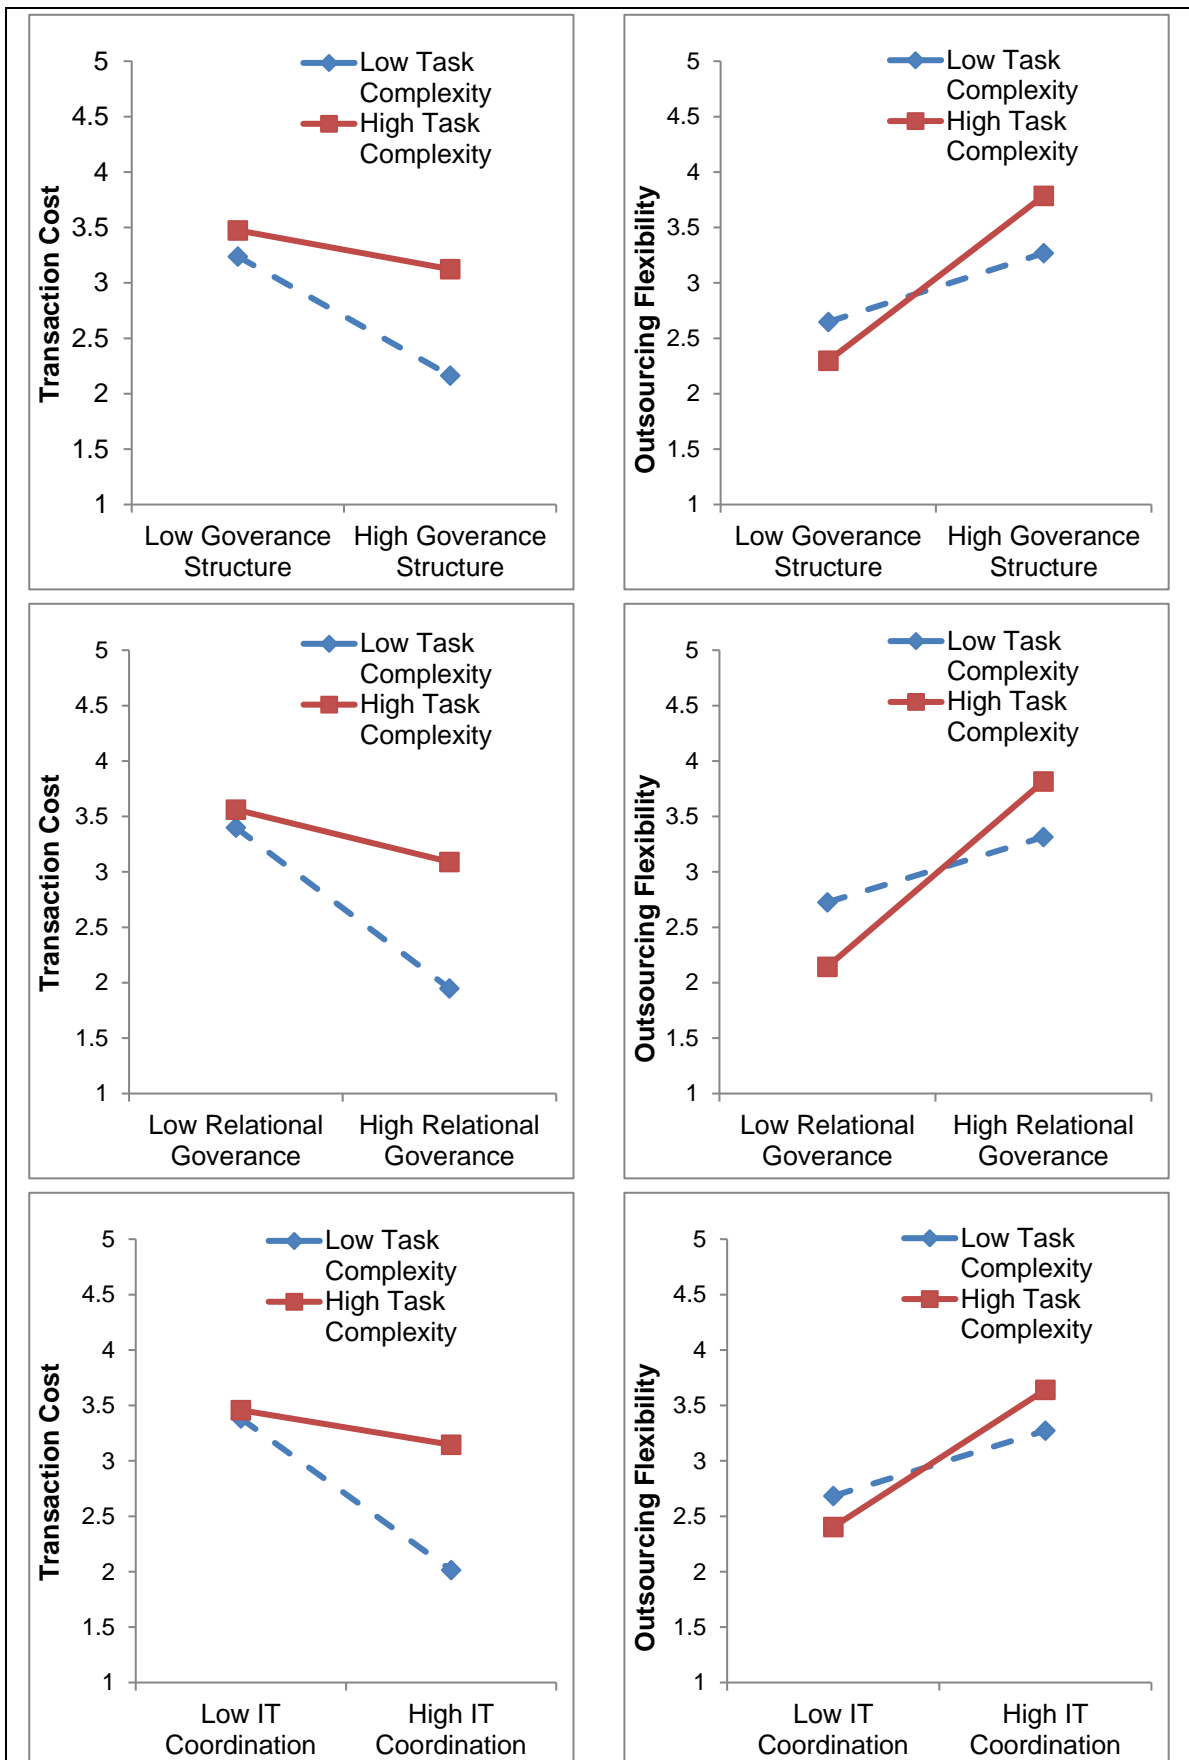 Transaction Cost
5
4.5
4
3.5
3
2.5
2
1.5
1
Low Task
Complexity
High Task
Complexity
Low Goverance
Structure
High Goverance
Structure
Outsourcing Flexibility
5
4.5
4
3.5
3
2.5
2
1.5
1
Low Task
Complexity
High Task
Complexity
Low Goverance
Structure
High Goverance
Structure
Transaction Cost
5
4.5
4
3.5
3
2.5
2
1.5
1
Low Task
Complexity
High Task
Complexity
Low Relational
Goverance
High Relational
Goverance
Outsourcing Flexibility
5
4.5
4
3.5
3
2.5
2
1.5
1
Low Task
Complexity
High Task
Complexity
Low Relational
Goverance
High Relational
Goverance
Transaction Cost
5
4.5
4
3.5
3
2.5
2
1.5
1
Low Task
Complexity
High Task
Complexity
Low IT
Coordination
High IT
Coordination
Outsourcing Flexibility
5
4.5
4
3.5
3
2.5
2
1.5
1
Low Task
Complexity
High Task
Complexity
Low IT
Coordination
High IT
Coordination